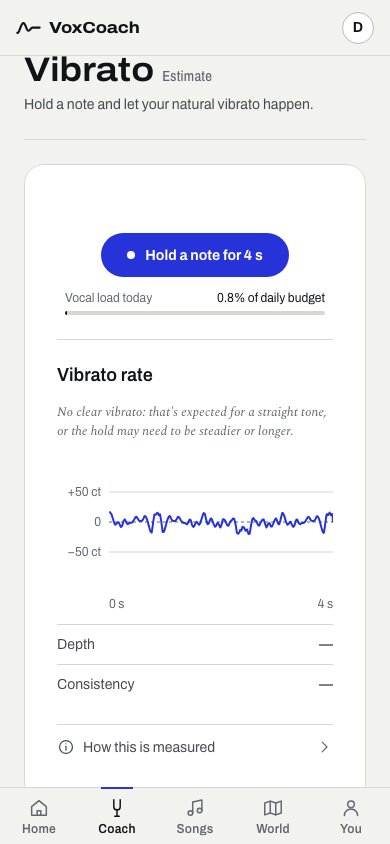 VoxCoach
D
Vibrato Estimate
Hold a note and let your natural vibrato happen.
Hold a note for 4 s
Vocal load today 0.8% of daily budget
Vibrato rate
No clear vibrato: that's expected for a straight tone,
or the hold may need to be steadier or longer.
+50 ct
0
−50 ct
0 s 4 s
Depth —
Consistency —
How this is measured
Home Coach Songs World You